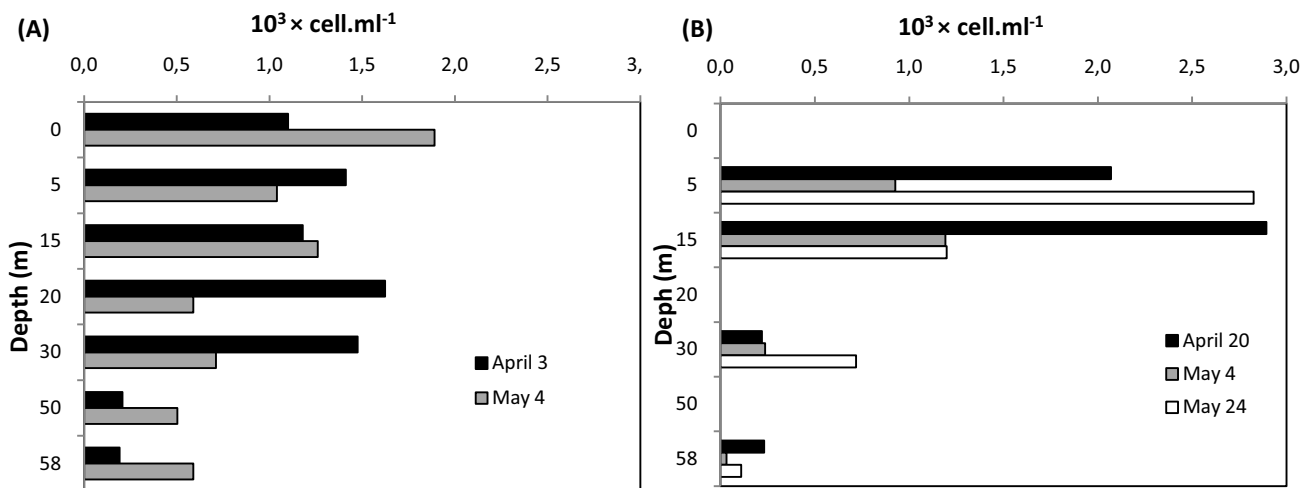 (A)
10³ × cell.ml⁻¹
0,0 0,5 1,0 1,5 2,0 2,5 3,
Depth (m)
0
5
15
20
30
50
58
April 3
May 4
(B)
10³ × cell.ml⁻¹
0,0 0,5 1,0 1,5 2,0 2,5 3,0
Deph (m)
0
5
15
20
30
50
58
April 20
May 4
May 24